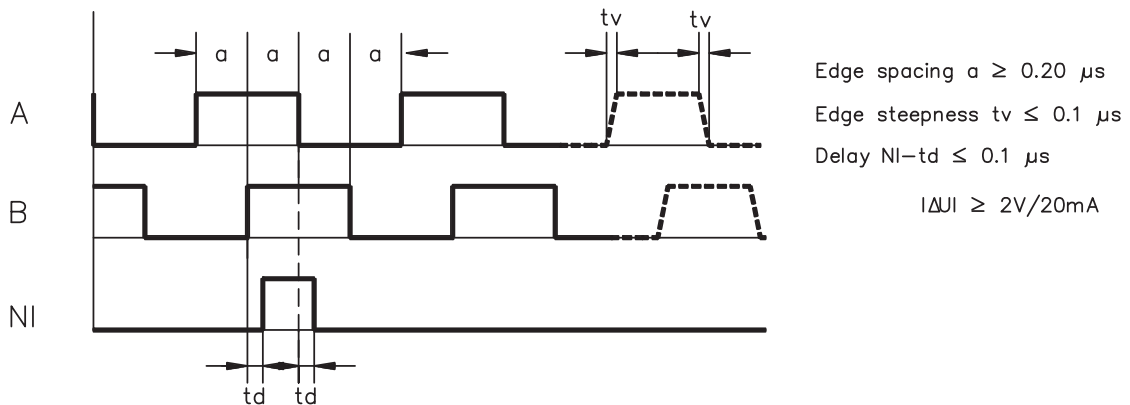 tv tv
a a a a
A
B
NI
td td
Edge spacing a ≥ 0.20 µs
Edge steepness tv ≤ 0.1 µs
Delay NI-td ≤ 0.1 µs
|ΔU| ≥ 2V/20mA